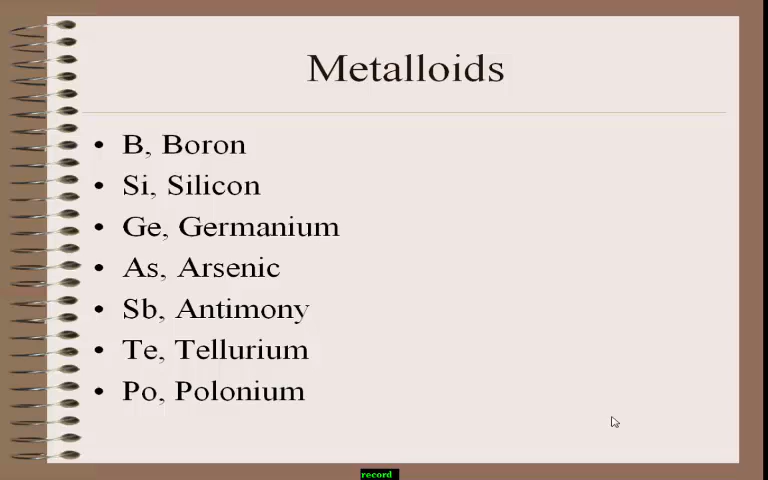 Metalloids
• B, Boron
• Si, Silicon
• Ge, Germanium
• As, Arsenic
• Sb, Antimony
• Te, Tellurium
• Po, Polonium
record